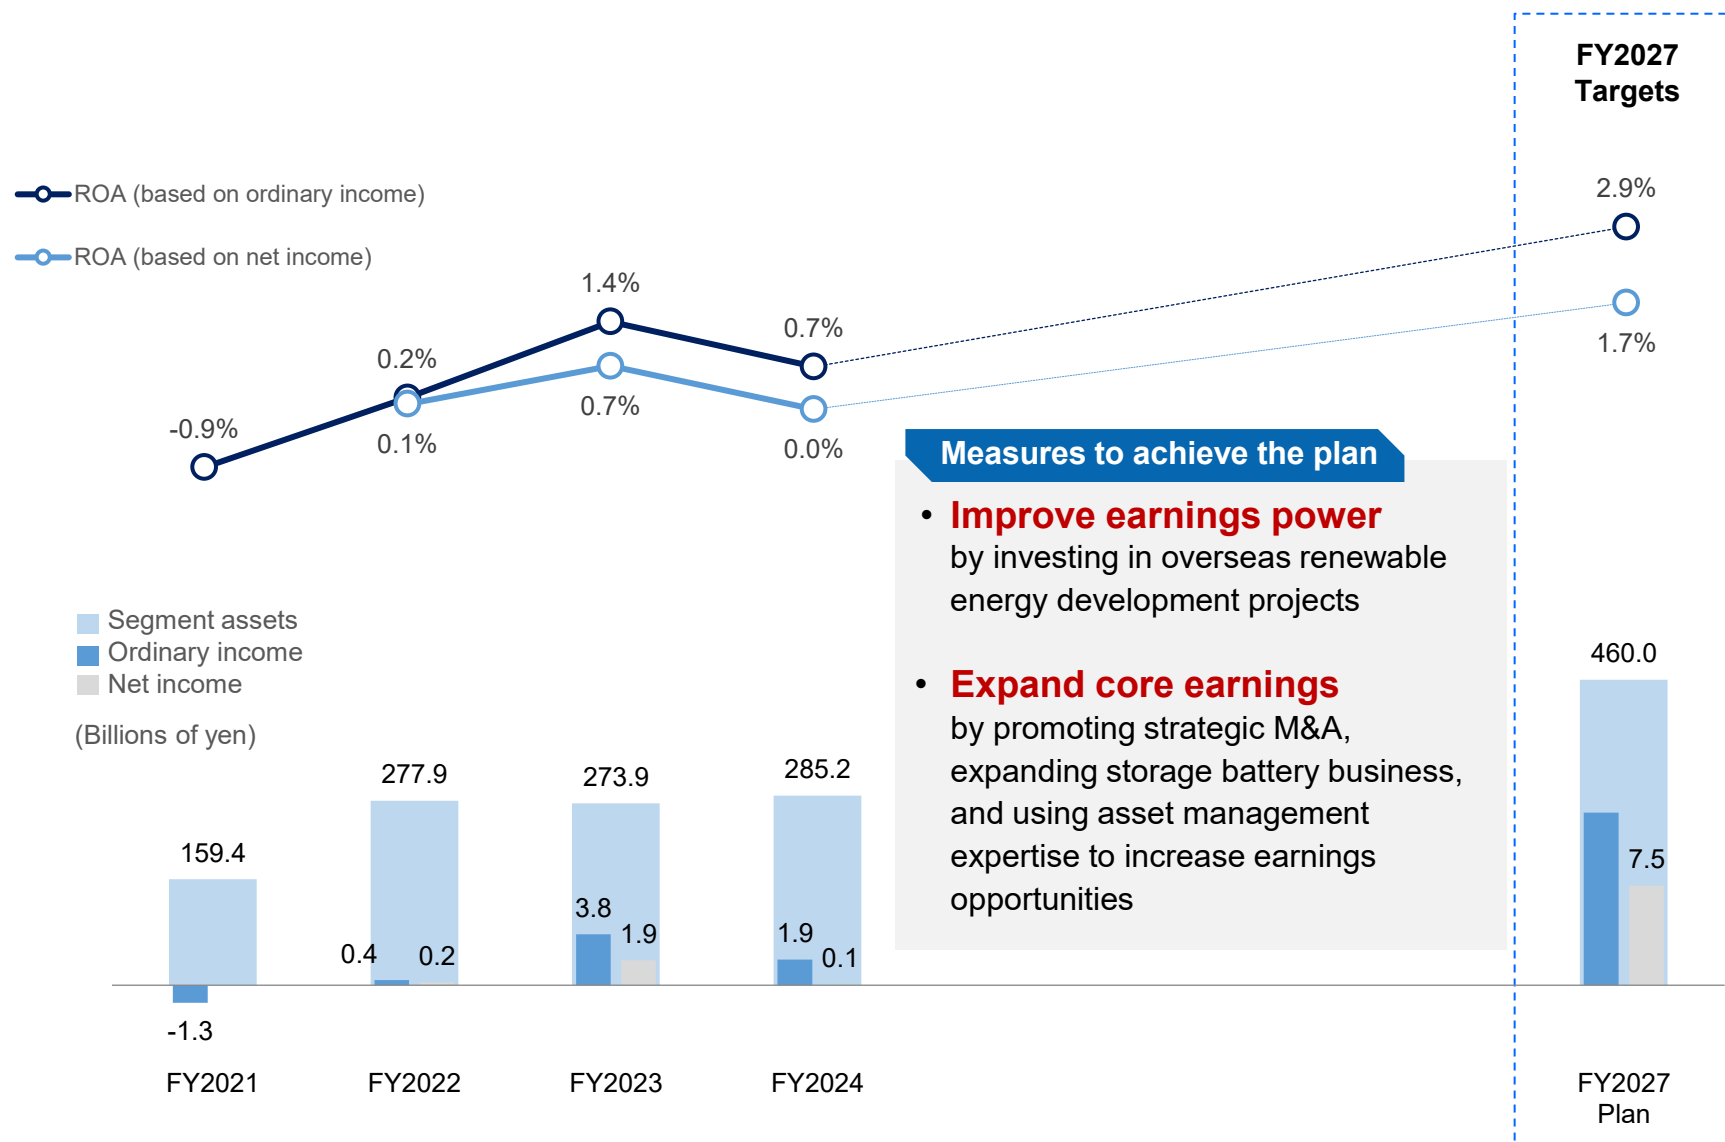 FY2027
Targets
ROA (based on ordinary income)
ROA (based on net income)
2.9%
1.7%
1.4%
0.7%
0.2%
0.7%
0.1%
0.0%
-0.9%
Measures to achieve the plan
• Improve earnings power
by investing in overseas renewable
energy development projects
• Expand core earnings
by promoting strategic M&A,
expanding storage battery business,
and using asset management
expertise to increase earnings
opportunities
Segment assets
Ordinary income
Net income
(Billions of yen)
159.4
277.9
273.9
285.2
460.0
-1.3
0.4
0.2
3.8
1.9
1.9
0.1
7.5
FY2021
FY2022
FY2023
FY2024
FY2027
Plan